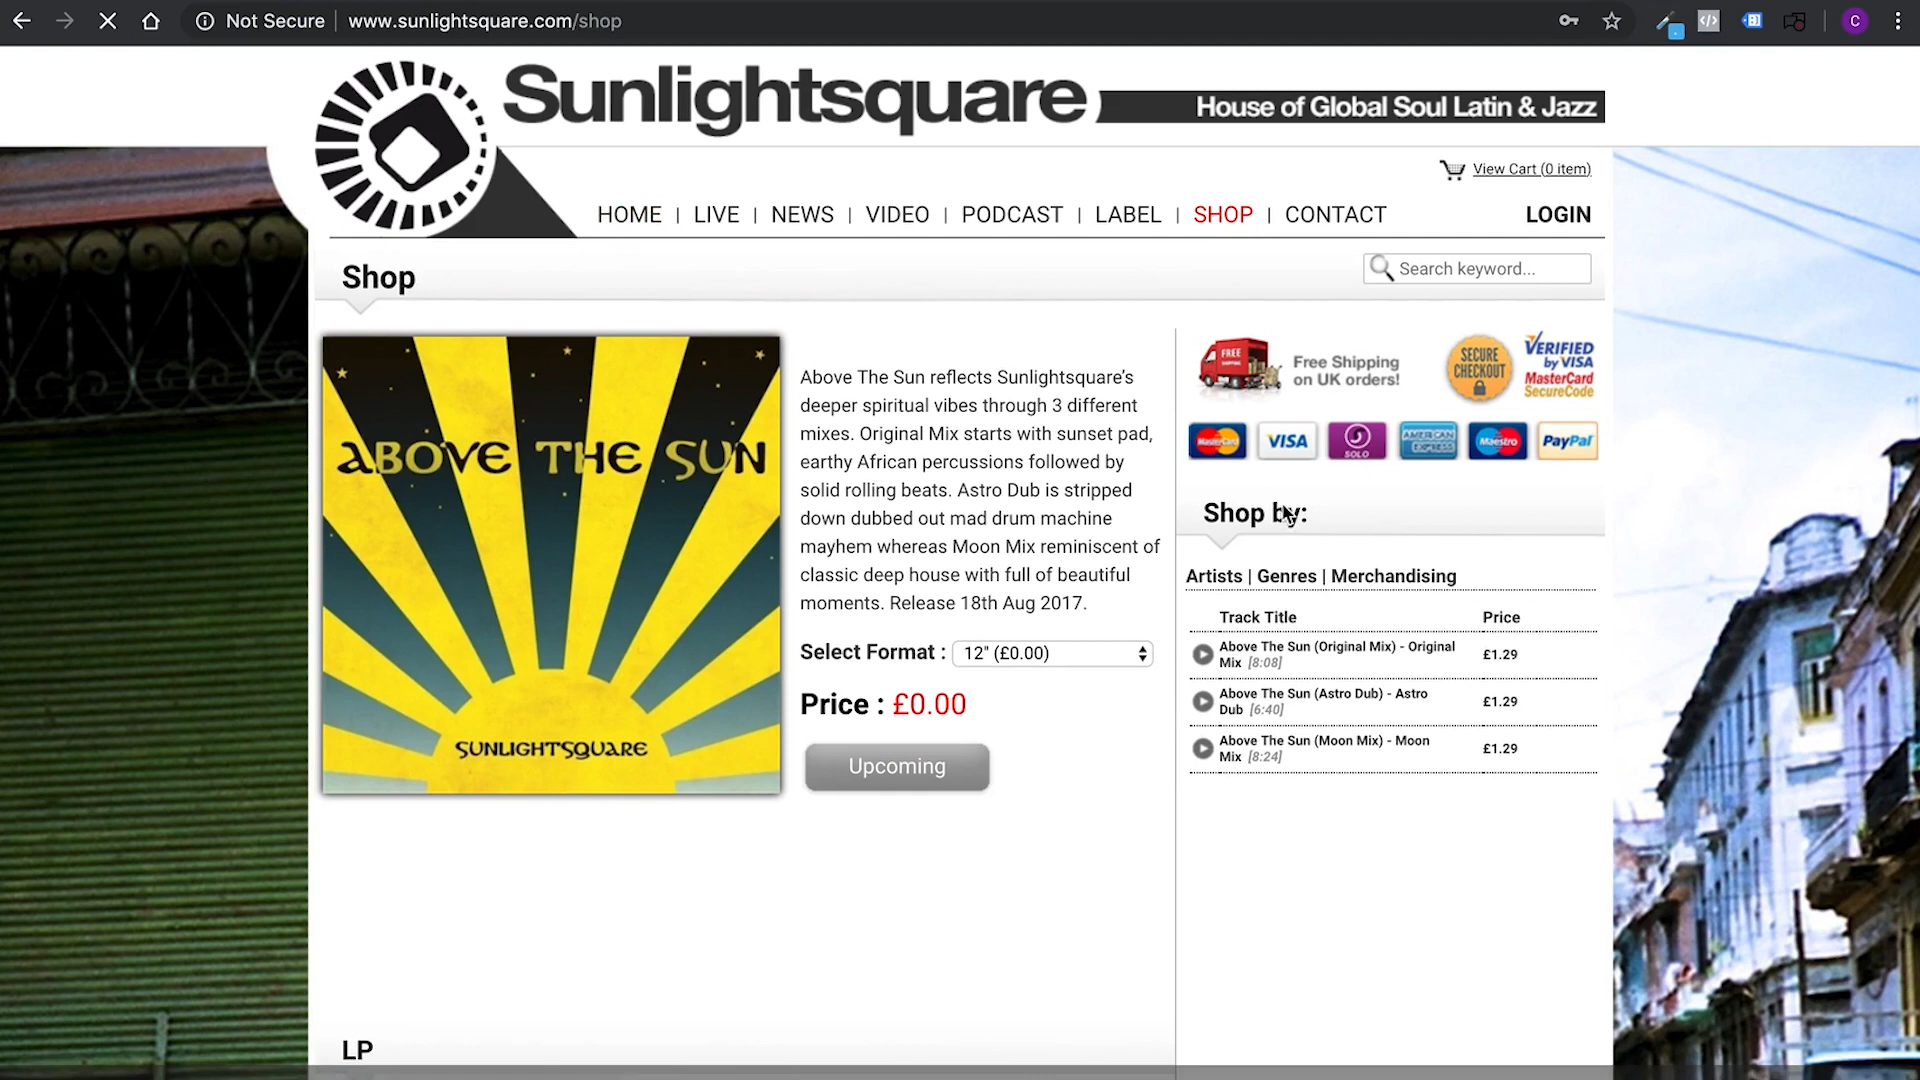 Not Secure
www.sunlightsquare.com/shop
C
Sunlightsquare
House of Global Soul Latin & Jazz
View Cart (0 item)
HOME | LIVE | NEWS | VIDEO | PODCAST | LABEL | SHOP | CONTACT
LOGIN
Shop
Search keyword...
ABOVE THE SUN
SUNLIGHTSQUARE
Above The Sun reflects Sunlightsquare's
deeper spiritual vibes through 3 different
mixes. Original Mix starts with sunset pad,
earthy African percussions followed by
solid rolling beats. Astro Dub is stripped
down dubbed out mad drum machine
mayhem whereas Moon Mix reminiscent of
classic deep house with full of beautiful
moments. Release 18th Aug 2017.
Select Format : 12" (£0.00)
Price : £0.00
Upcoming
FREE
Free Shipping
on UK orders!
SECURE
CHECKOUT
VERIFIED
by VISA
MasterCard
SecureCode
MasterCard
VISA
SOLO
AMERICAN
EXPRESS
Maestro
PayPal
Shop by:
Artists | Genres | Merchandising
Track Title Price
Above The Sun (Original Mix) - Original
Mix [8:08] £1.29
Above The Sun (Astro Dub) - Astro
Dub [6:40] £1.29
Above The Sun (Moon Mix) - Moon
Mix [8:24] £1.29
LP